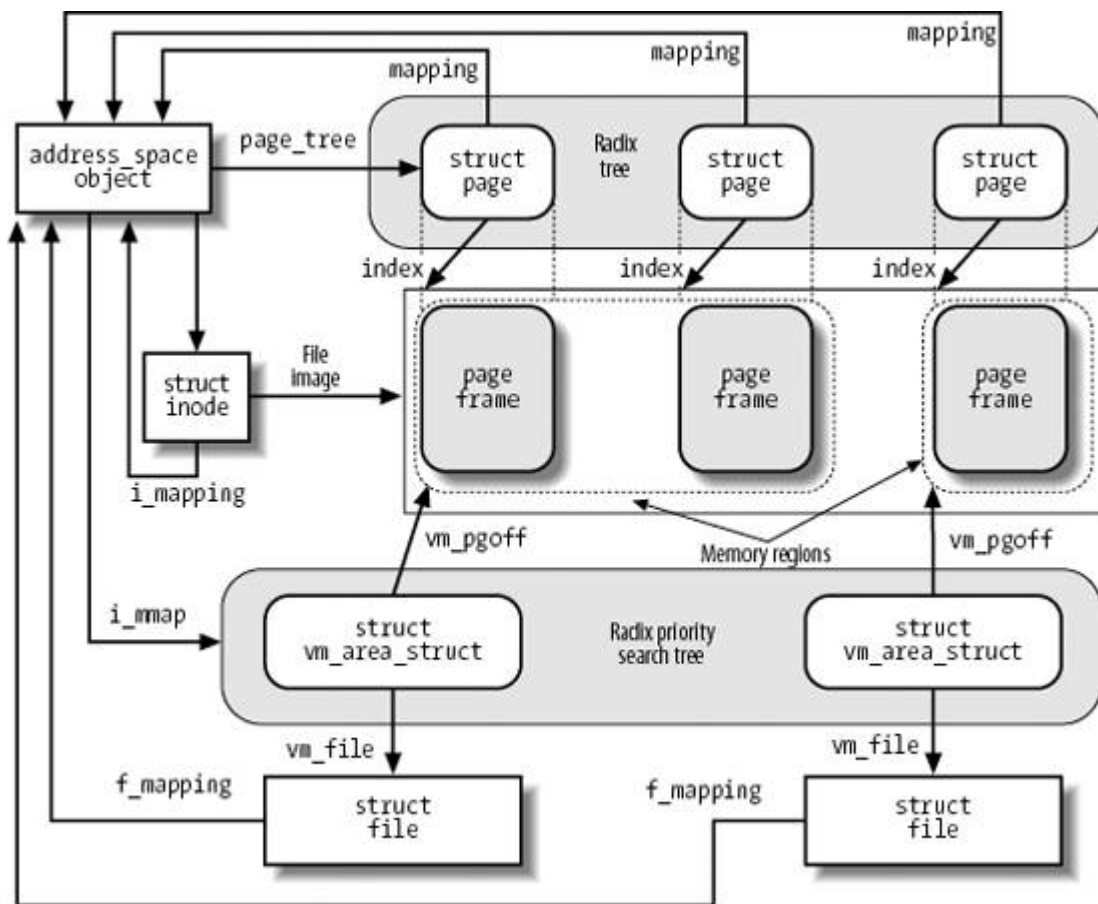 mapping
mapping
mapping
address_space
object
page_tree
struct
page
Radix
tree
struct
page
struct
page
index
index
index
File
image
struct
inode
page
frame
page
frame
page
frame
i_mapping
vm_pgoff
Memory regions
vm_pgoff
i_mmap
struct
vm_area_struct
Radix priority
search tree
struct
vm_area_struct
vm_file
vm_file
f_mapping
f_mapping
struct
file
struct
file